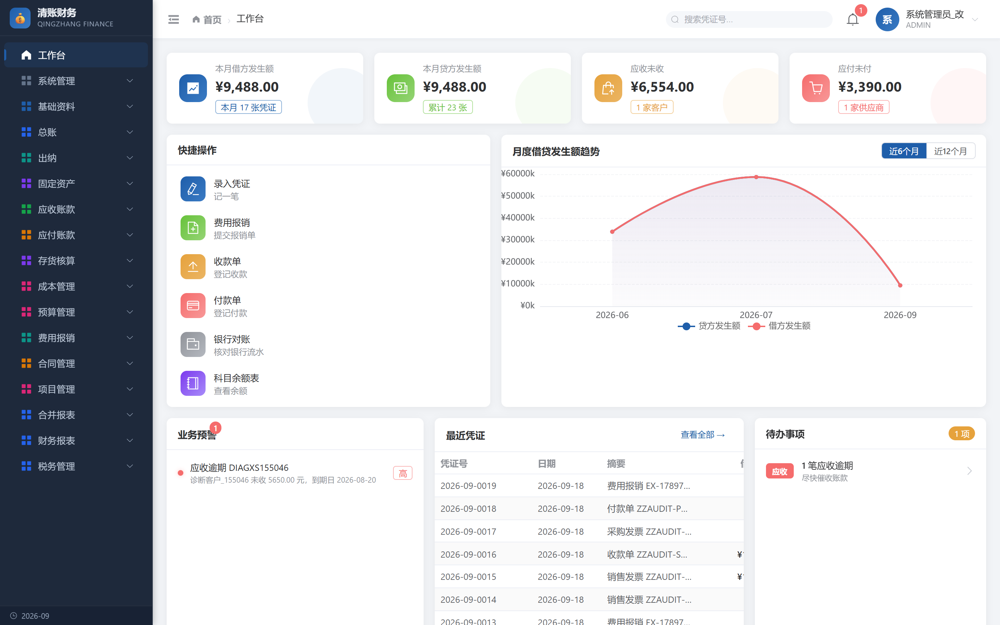 清账财务
QINGZHANG FINANCE
工作台
系统管理
基础资料
总账
出纳
固定资产
应收账款
应付账款
存货核算
成本管理
预算管理
费用报销
合同管理
项目管理
合并报表
财务报表
税务管理
2026-09
首页 › 工作台
搜索凭证号...
1
系
系统管理员_改
ADMIN
本月借方发生额
¥9,488.00
本月 17 张凭证
本月贷方发生额
¥9,488.00
累计 23 张
应收未收
¥6,554.00
1 家客户
应付未付
¥3,390.00
1 家供应商
快捷操作
录入凭证
记一笔
费用报销
提交报销单
收款单
登记收款
付款单
登记付款
银行对账
核对银行流水
科目余额表
查看余额
月度借贷发生额趋势
近6个月 近12个月
¥60000k
¥50000k
¥40000k
¥30000k
¥20000k
¥10000k
¥0k
2026-06 2026-07 2026-09
贷方发生额 借方发生额
业务预警 1
应收逾期 DIAGXS155046
诊断客户_155046 未收 5650.00 元，到期日 2026-08-20
高
最近凭证 查看全部 →
凭证号 日期 摘要
2026-09-0019 2026-09-18 费用报销 EX-17897...
2026-09-0018 2026-09-18 付款单 ZZAUDIT-P...
2026-09-0017 2026-09-18 采购发票 ZZAUDIT-...
2026-09-0016 2026-09-18 收款单 ZZAUDIT-S... ¥
2026-09-0015 2026-09-18 销售发票 ZZAUDIT-... ¥
2026-09-0014 2026-09-18 销售发票 ZZAUDIT-...
2026-09-0013 2026-09-18 费用报销 EX-17897...
待办事项 1 项
应收
1 笔应收逾期
尽快催收账款